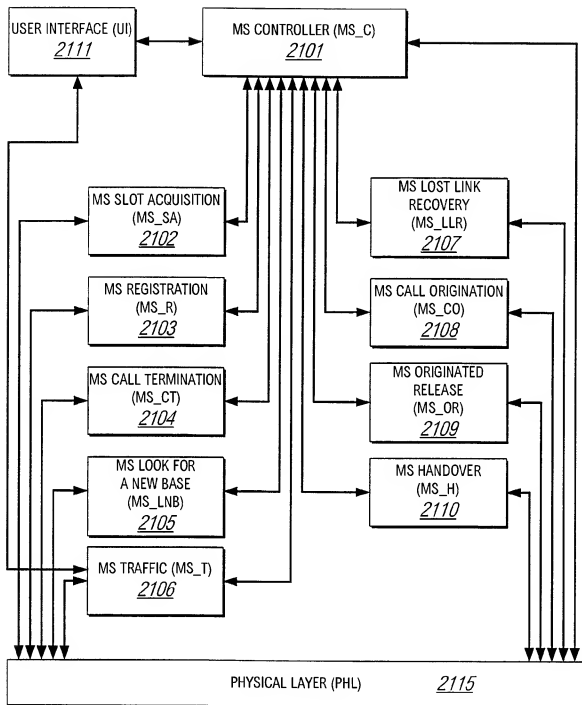 USER INTERFACE (UI)
2111
MS CONTROLLER (MS_C)
2101
MS SLOT ACQUISITION
(MS_SA)
2102
MS REGISTRATION
(MS_R)
2103
MS CALL TERMINATION
(MS_CT)
2104
MS LOOK FOR
A NEW BASE
(MS_LNB)
2105
MS TRAFFIC (MS_T)
2106
MS LOST LINK
RECOVERY
(MS_LLR)
2107
MS CALL ORIGINATION
(MS_CO)
2108
MS ORIGINATED
RELEASE
(MS_OR)
2109
MS HANDOVER
(MS_H)
2110
PHYSICAL LAYER (PHL) 2115